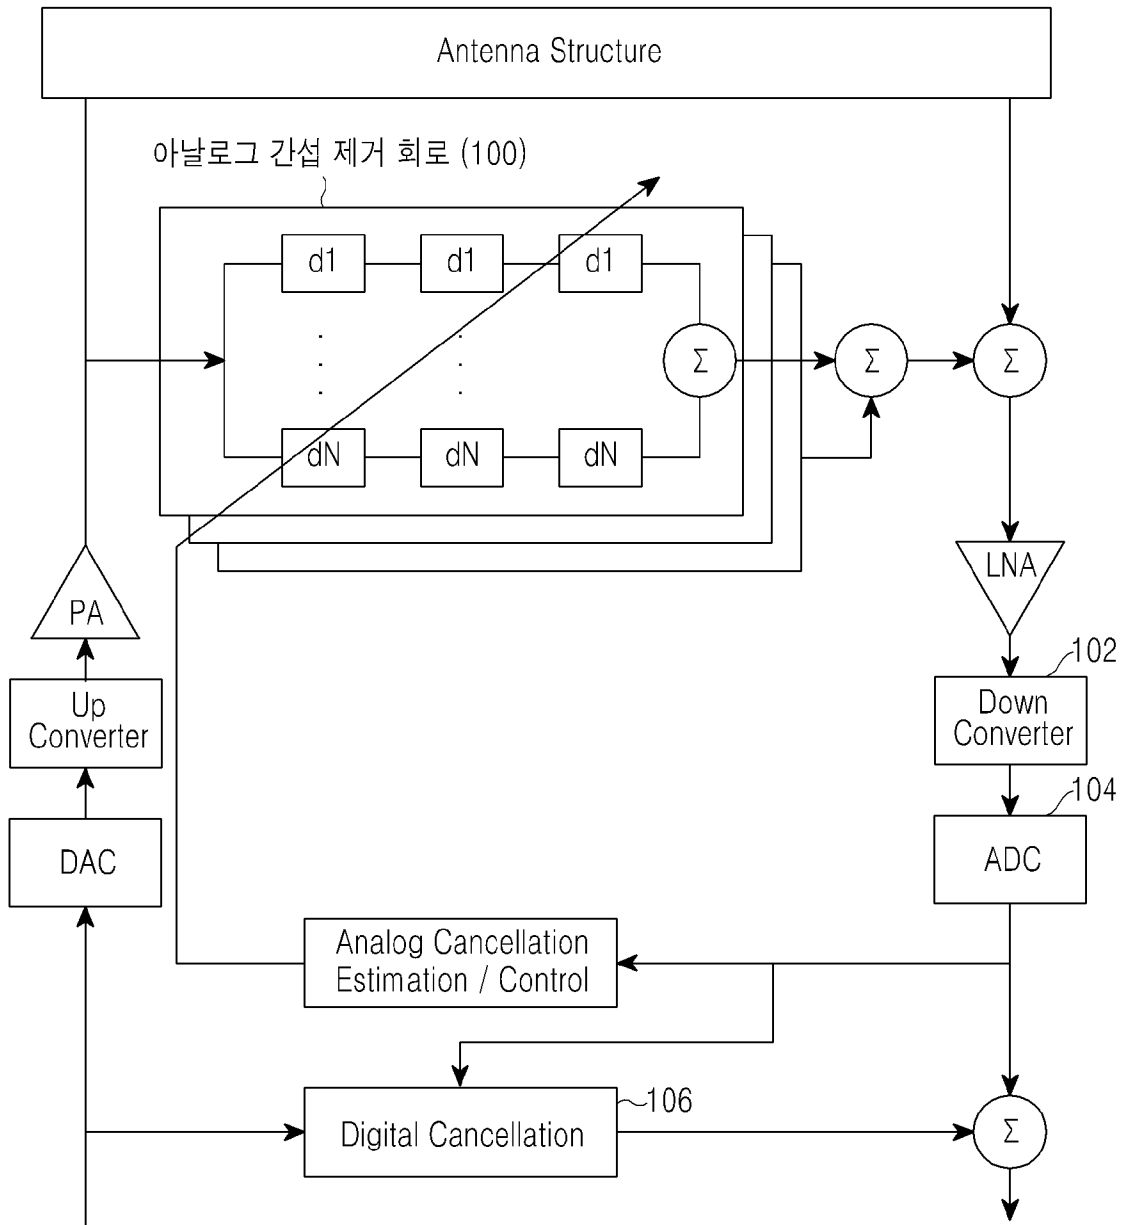 Antenna Structure
아날로그 간섭 제거 회로 (100)
d1 d1 d1
Σ Σ Σ
dN dN dN
LNA
PA
102
Up
Converter
Down
Converter
104
DAC
ADC
Analog Cancellation
Estimation / Control
106
Digital Cancellation
Σ